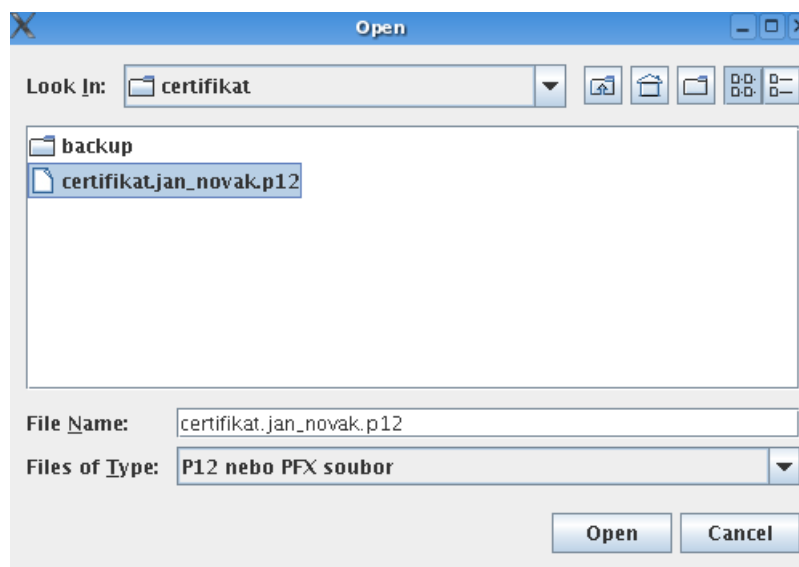 Open
Look In: certifikat
backup
certifikat.jan_novak.p12
File Name: certifikat.jan_novak.p12
Files of Type: P12 nebo PFX soubor
Open Cancel